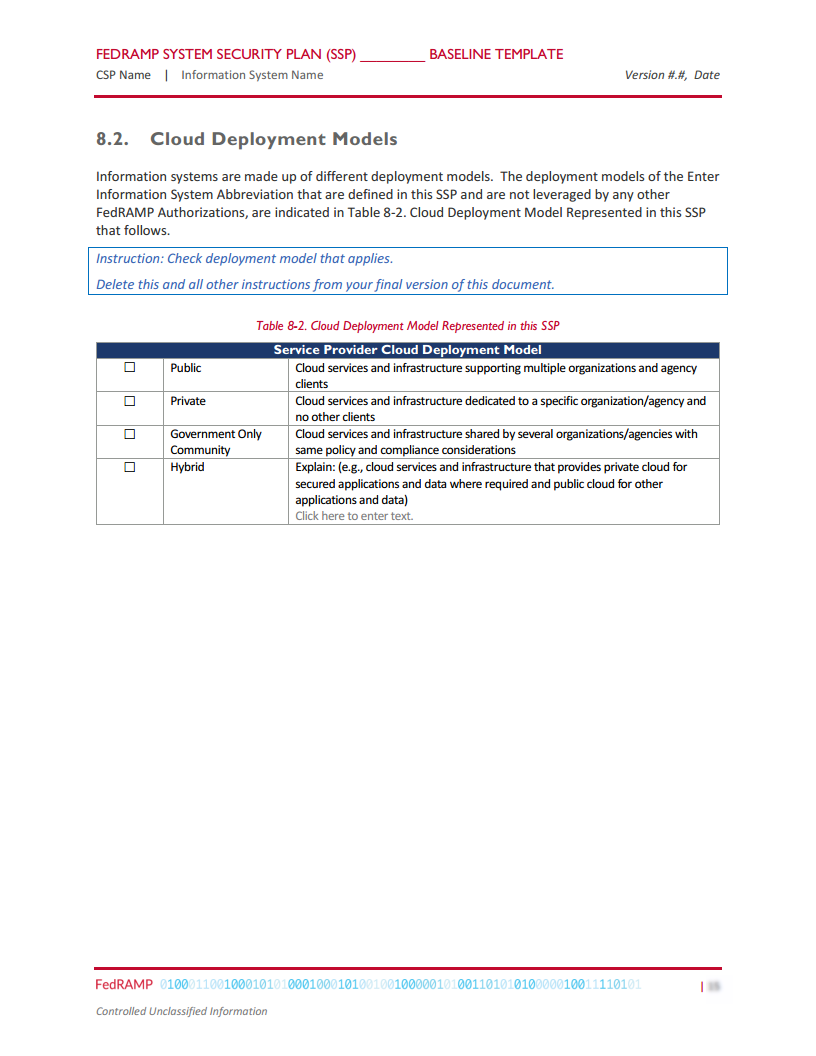 FEDRAMP SYSTEM SECURITY PLAN (SSP) _________ BASELINE TEMPLATE
CSP Name | Information System Name Version #.#, Date
8.2. Cloud Deployment Models
Information systems are made up of different deployment models. The deployment models of the Enter
Information System Abbreviation that are defined in this SSP and are not leveraged by any other
FedRAMP Authorizations, are indicated in Table 8-2. Cloud Deployment Model Represented in this SSP
that follows.
Instruction: Check deployment model that applies.
Delete this and all other instructions from your final version of this document.
Table 8-2. Cloud Deployment Model Represented in this SSP
Service Provider Cloud Deployment Model
☐ Public Cloud services and infrastructure supporting multiple organizations and agency
clients
☐ Private Cloud services and infrastructure dedicated to a specific organization/agency and
no other clients
☐ Government Only Cloud services and infrastructure shared by several organizations/agencies with
Community same policy and compliance considerations
☐ Hybrid Explain: (e.g., cloud services and infrastructure that provides private cloud for
secured applications and data where required and public cloud for other
applications and data)
Click here to enter text.
FedRAMP |
Controlled Unclassified Information